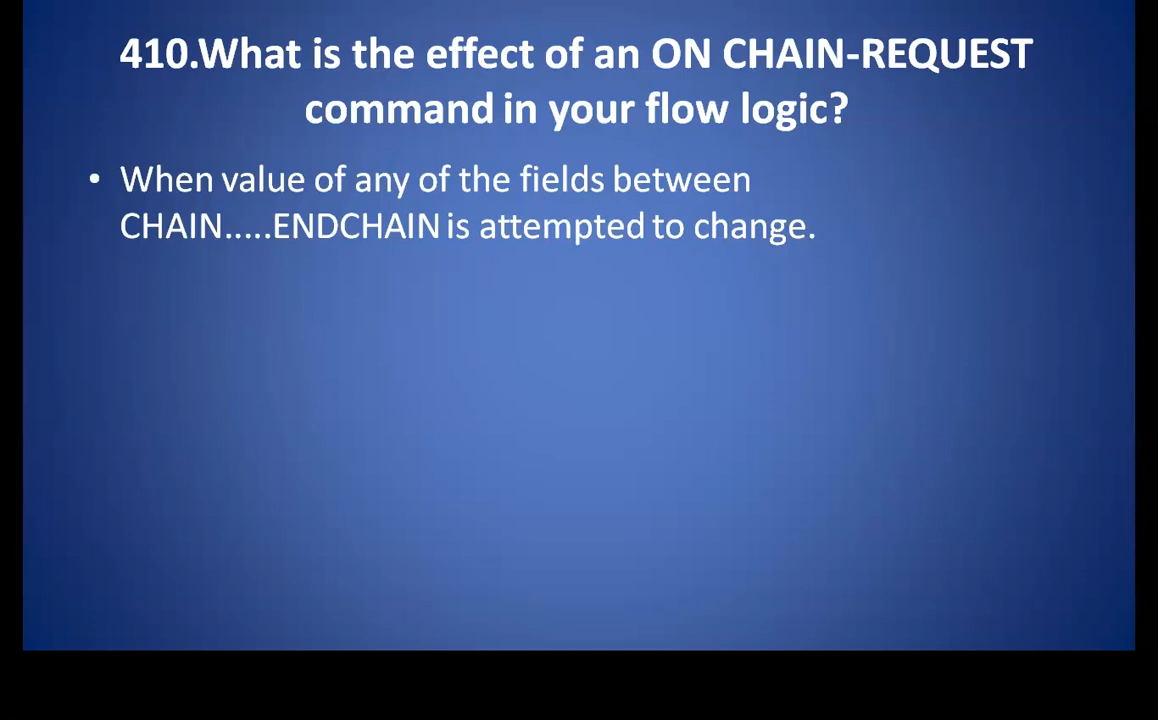 410.What is the effect of an ON CHAIN-REQUEST
command in your flow logic?
• When value of any of the fields between
CHAIN.....ENDCHAIN is attempted to change.